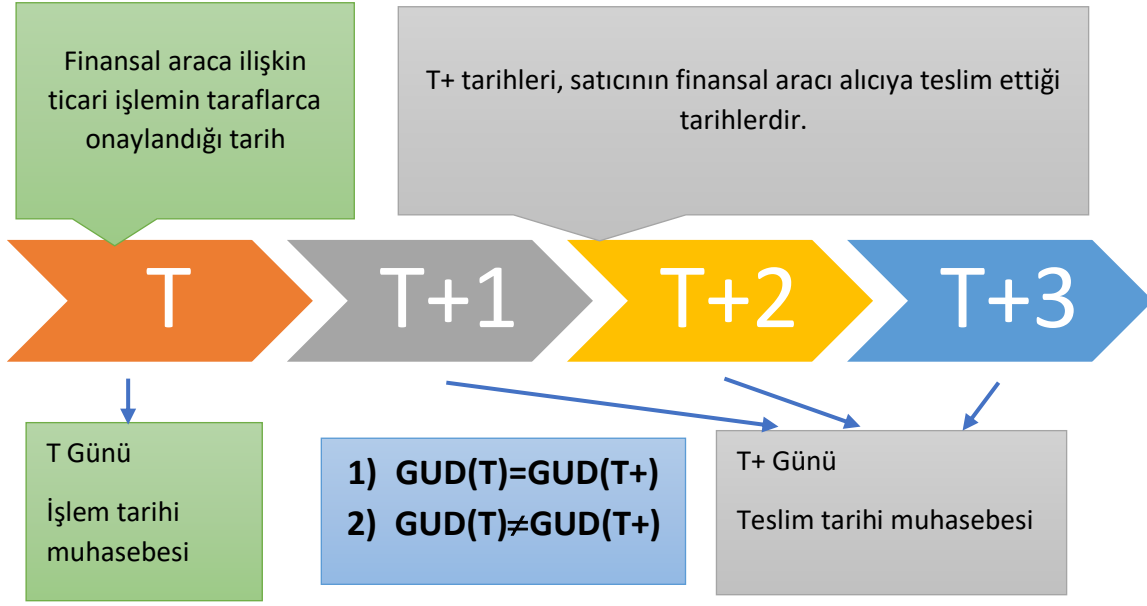 Finansal araca ilişkin
ticari işlemin taraflarca
onaylandığı tarih
T+ tarihleri, satıcının finansal aracı alıcıya teslim ettiği
tarihlerdir.
T
T+1
T+2
T+3
T Günü
İşlem tarihi
muhasebesi
1) GUD(T)=GUD(T+)
2) GUD(T)≠GUD(T+)
T+ Günü
Teslim tarihi muhasebesi